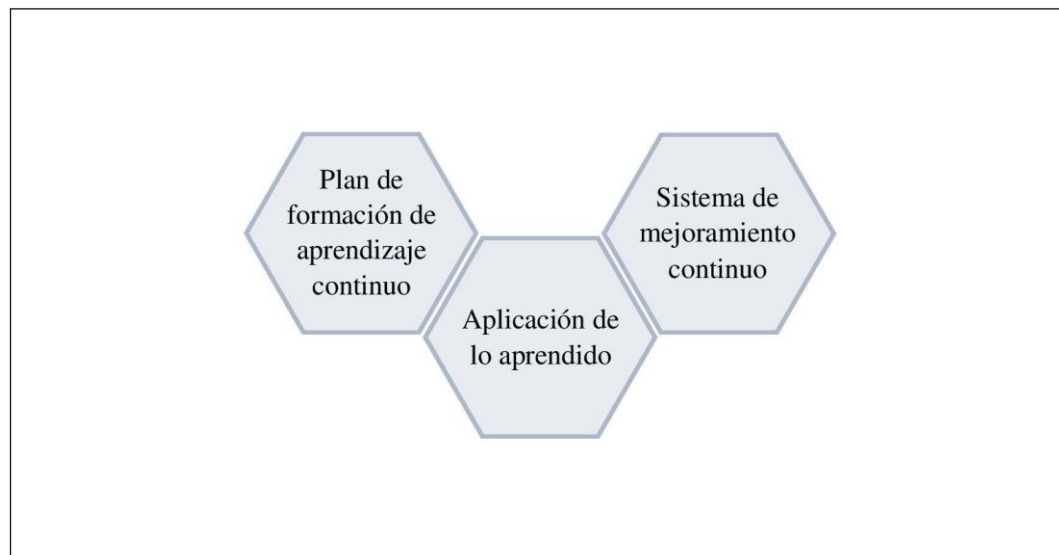 Plan de
formación de
aprendizaje
continuo
Aplicación de
lo aprendido
Sistema de
mejoramiento
continuo